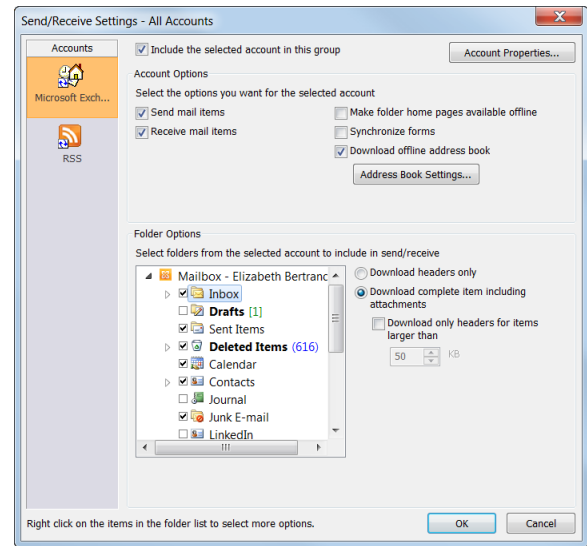 Send/Receive Settings - All Accounts
Accounts
Microsoft Exch...
RSS
Include the selected account in this group
Account Properties...
Account Options
Select the options you want for the selected account
Send mail items
Make folder home pages available offline
Receive mail items
Synchronize forms
Download offline address book
Address Book Settings...
Folder Options
Select folders from the selected account to include in send/receive
Mailbox - Elizabeth Bertranc
Inbox
Drafts [1]
Sent Items
Deleted Items (616)
Calendar
Contacts
Journal
Junk E-mail
LinkedIn
Download headers only
Download complete item including
attachments
Download only headers for items
larger than
50 KB
Right click on the items in the folder list to select more options.
OK
Cancel